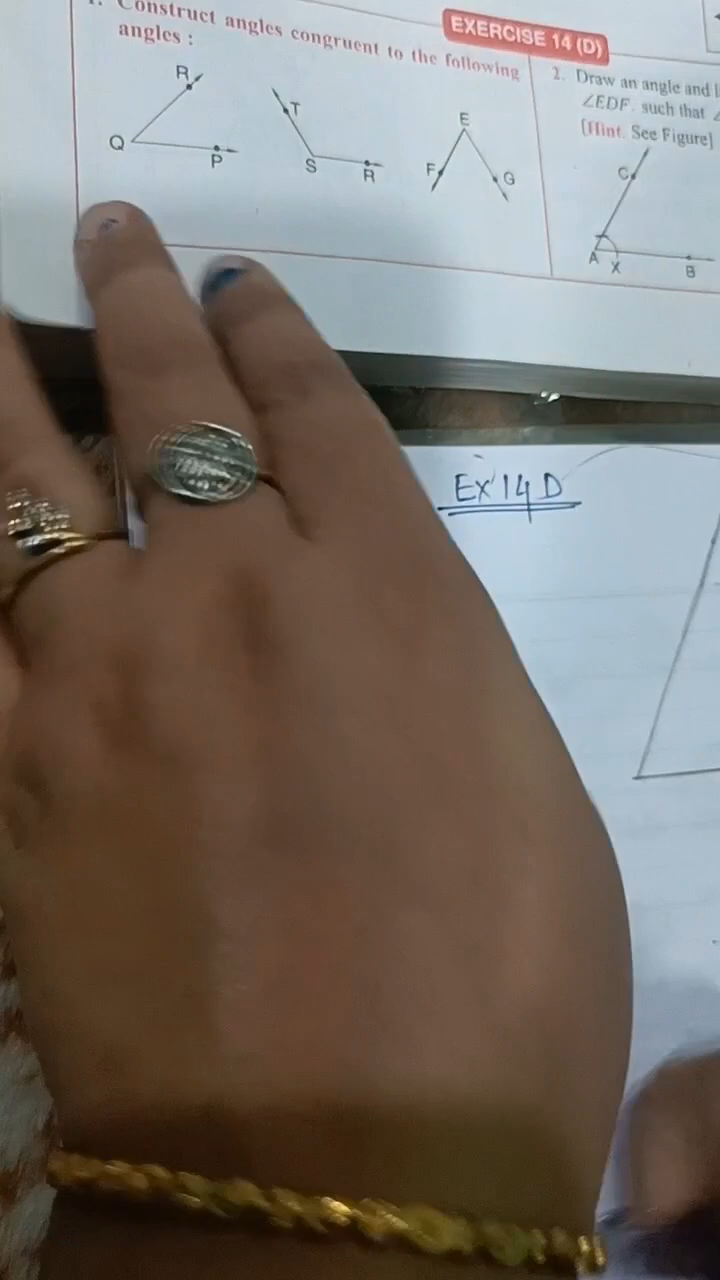 EXERCISE 14 (D)
1. Construct angles congruent to the following
angles :
R
Q
P
T
S
R
E
F
G
2. Draw an angle and
∠EDF. such that
[Hint. See Figure]
C
A
X
B
Ex 14 D